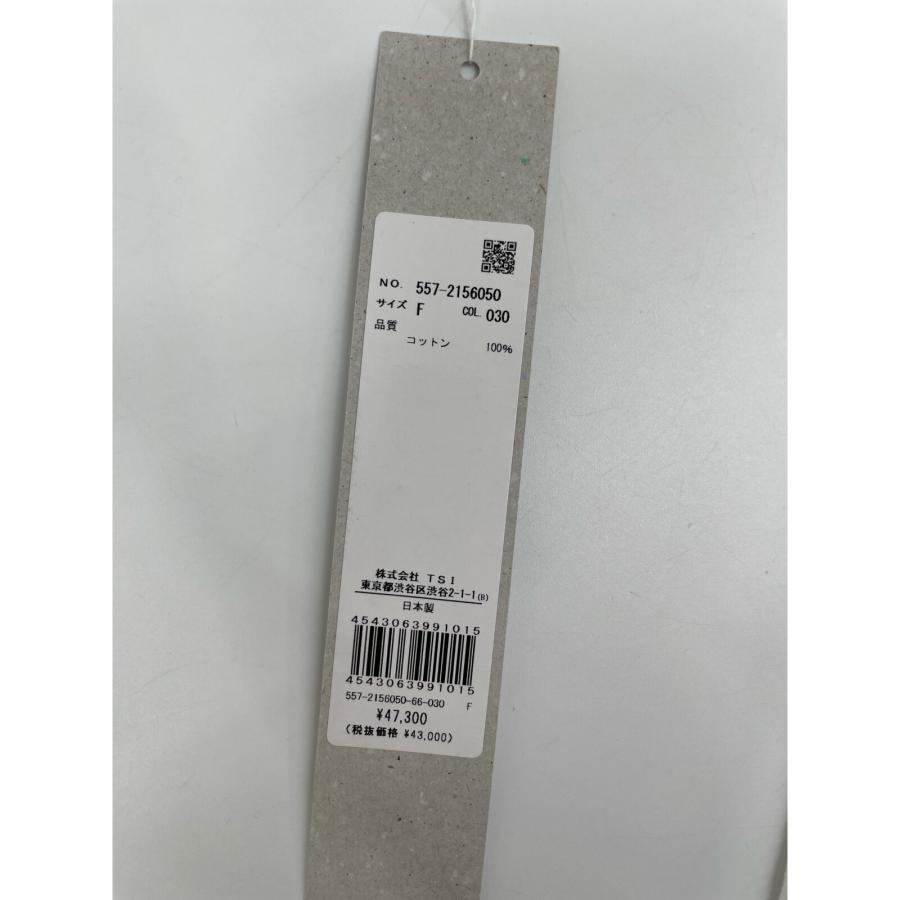 NO. 557-2156050
サイズ F COL. 030
品質
コットン 100%
株式会社 TSI
東京都渋谷区渋谷2-1-1(B)
日本製
4543063991015
4543063991015
557-2156050-66-030 F
¥47,300
(税抜価格 ¥43,000)